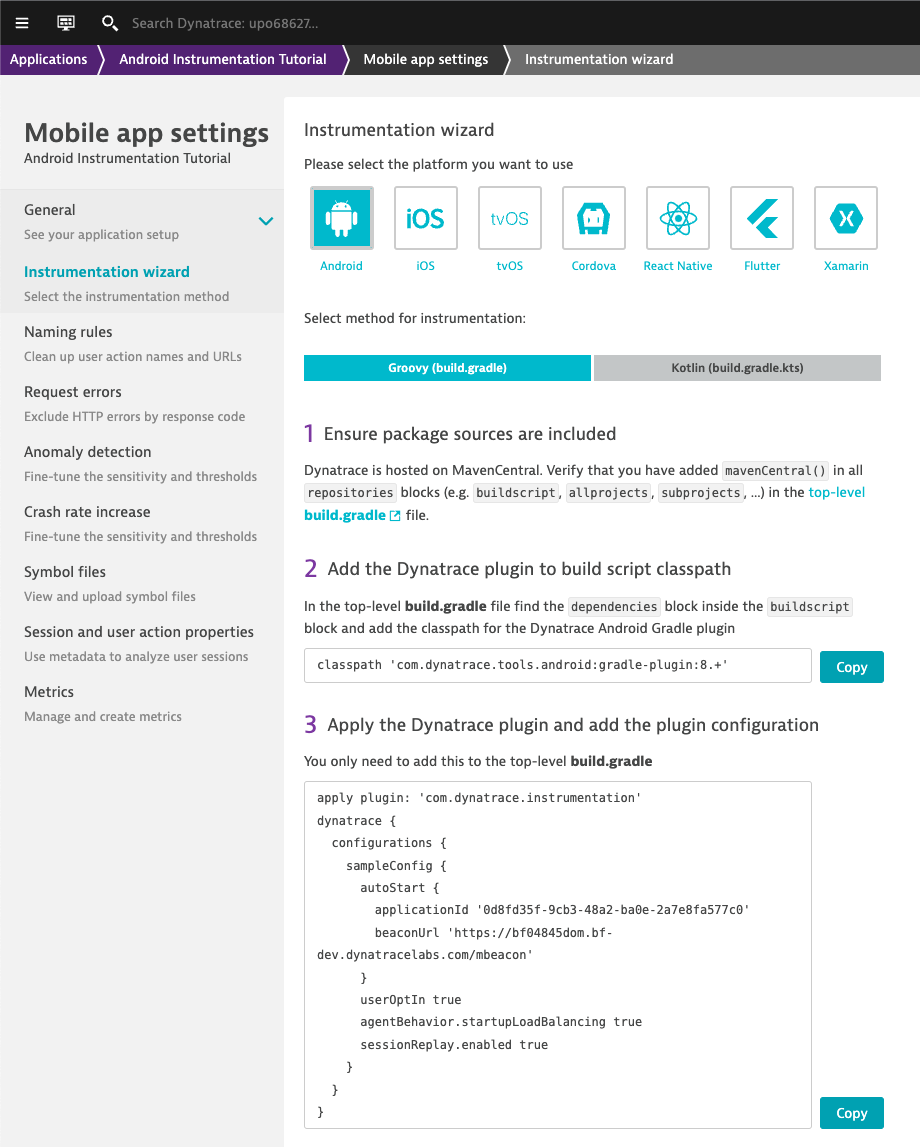 Search Dynatrace: upo68627...
Applications
Android Instrumentation Tutorial
Mobile app settings
Instrumentation wizard
Mobile app settings
Android Instrumentation Tutorial
General
See your application setup
Instrumentation wizard
Select the instrumentation method
Naming rules
Clean up user action names and URLs
Request errors
Exclude HTTP errors by response code
Anomaly detection
Fine-tune the sensitivity and thresholds
Crash rate increase
Fine-tune the sensitivity and thresholds
Symbol files
View and upload symbol files
Session and user action properties
Use metadata to analyze user sessions
Metrics
Manage and create metrics
Instrumentation wizard
Please select the platform you want to use
iOS
tvOS
Android
iOS
tvOS
Cordova
React Native
Flutter
Xamarin
Select method for instrumentation:
Groovy (build.gradle)
Kotlin (build.gradle.kts)
1 Ensure package sources are included
Dynatrace is hosted on MavenCentral. Verify that you have added mavenCentral() in all
repositories blocks (e.g. buildscript, allprojects, subprojects, ...) in the top-level
build.gradle file.
2 Add the Dynatrace plugin to build script classpath
In the top-level build.gradle file find the dependencies block inside the buildscript
block and add the classpath for the Dynatrace Android Gradle plugin
classpath 'com.dynatrace.tools.android:gradle-plugin:8.+'
Copy
3 Apply the Dynatrace plugin and add the plugin configuration
You only need to add this to the top-level build.gradle
apply plugin: 'com.dynatrace.instrumentation'
dynatrace {
configurations {
sampleConfig {
autoStart {
applicationId '0d8fd35f-9cb3-48a2-ba0e-2a7e8fa577c0'
beaconUrl 'https://bf04845dom.bf-
dev.dynatracelabs.com/mbeacon'
}
userOptIn true
agentBehavior.startupLoadBalancing true
sessionReplay.enabled true
}
}
}
Copy